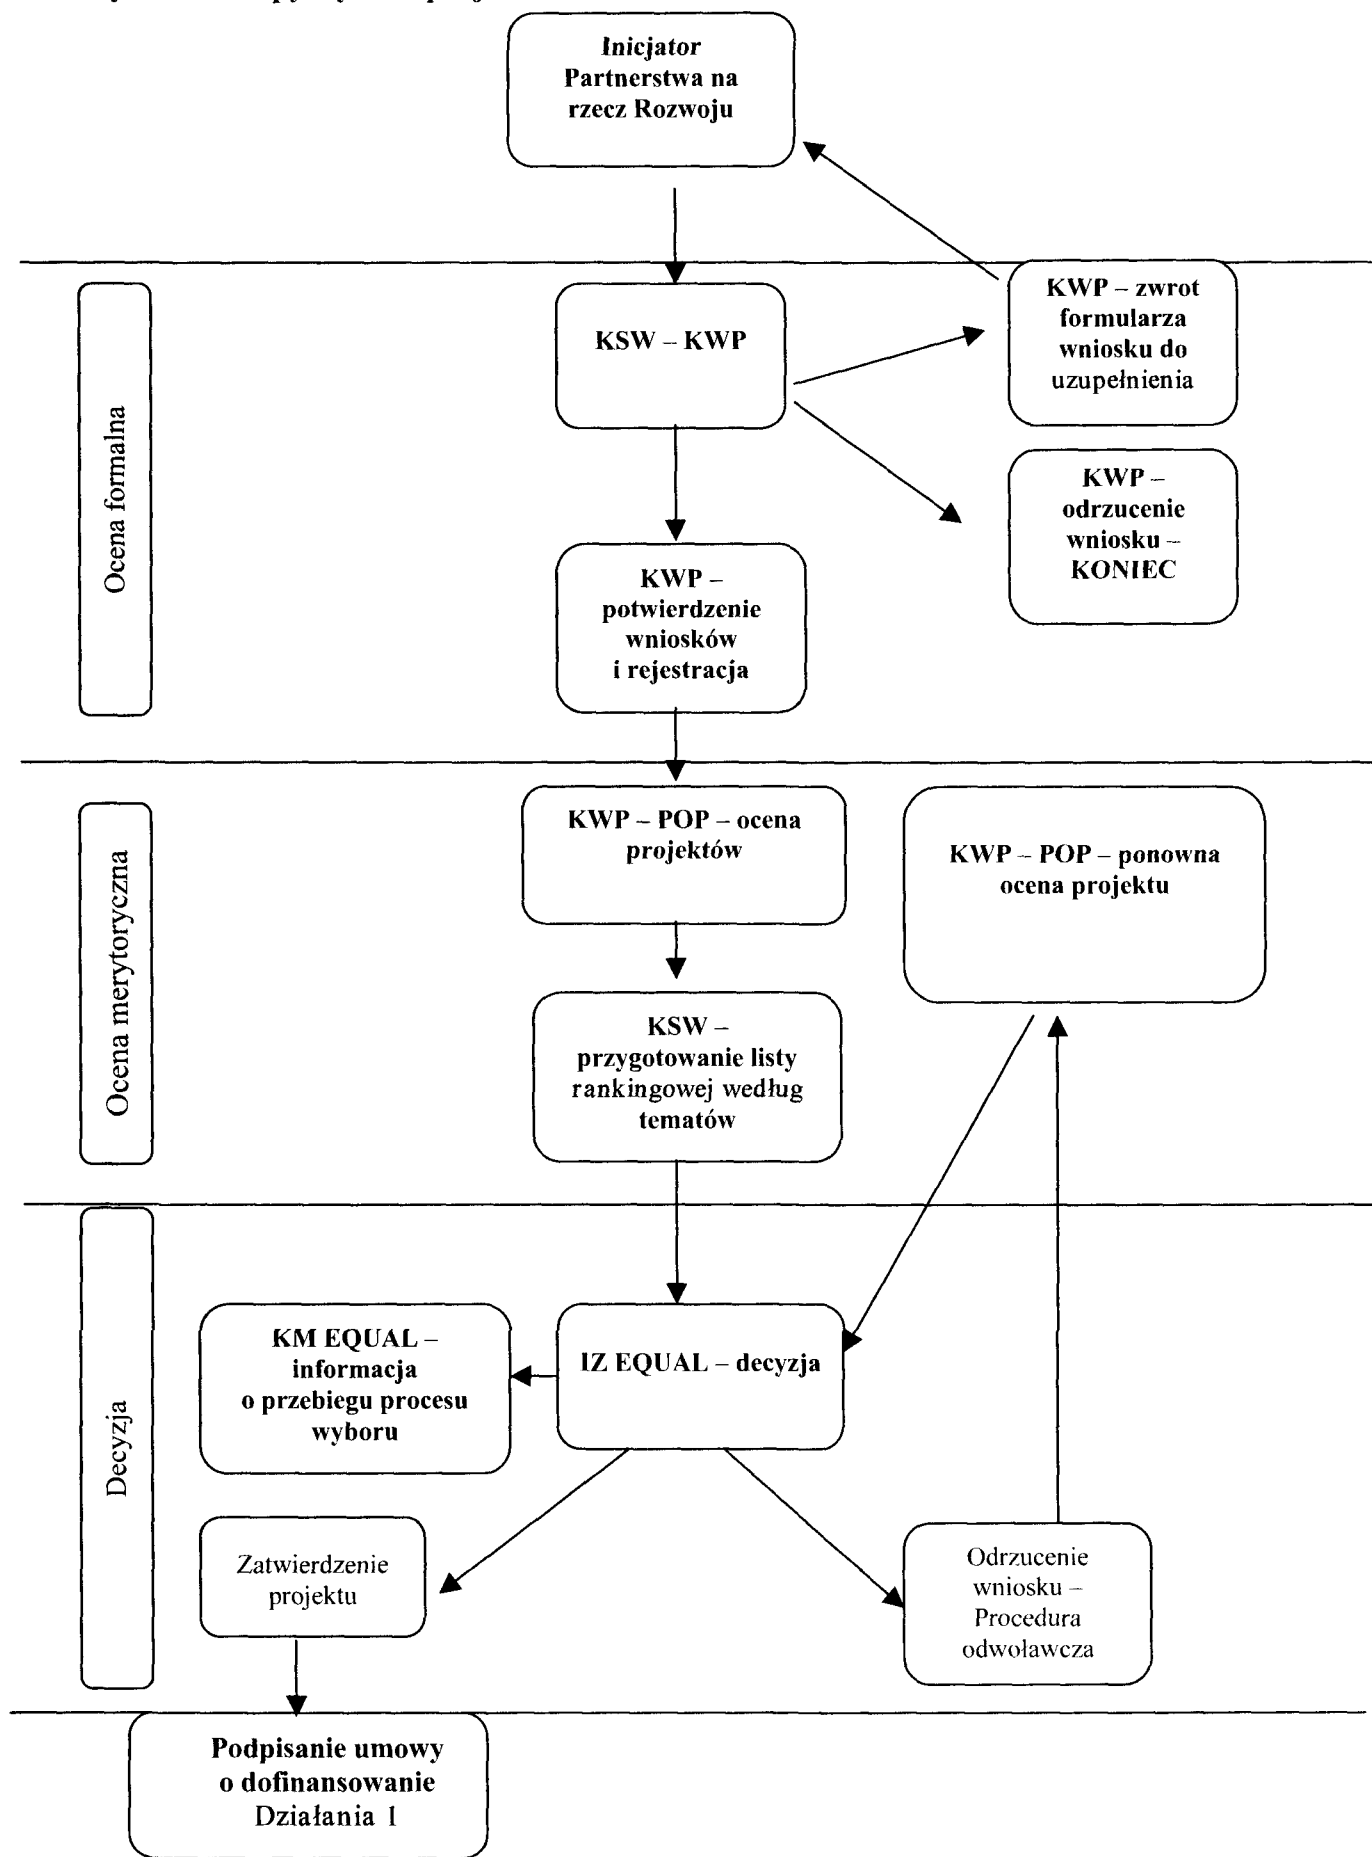 Inicjator
Partnerstwa na
rzecz Rozwoju
KWP – zwrot
formularza
wniosku do
uzupełnienia
KSW – KWP
Ocena formalna
KWP –
odrzucenie
wniosku –
KONIEC
KWP –
potwierdzenie
wniosków
i rejestracja
KWP – POP – ocena
projektów
KWP – POP – ponowna
ocena projektu
Ocena merytoryczna
KSW –
przygotowanie listy
rankingowej według
tematów
KM EQUAL –
informacja
o przebiegu procesu
wyboru
IZ EQUAL – decyzja
Decyzja
Zatwierdzenie
projektu
Odrzucenie
wniosku –
Procedura
odwoławcza
Podpisanie umowy
o dofinansowanie
Działania 1